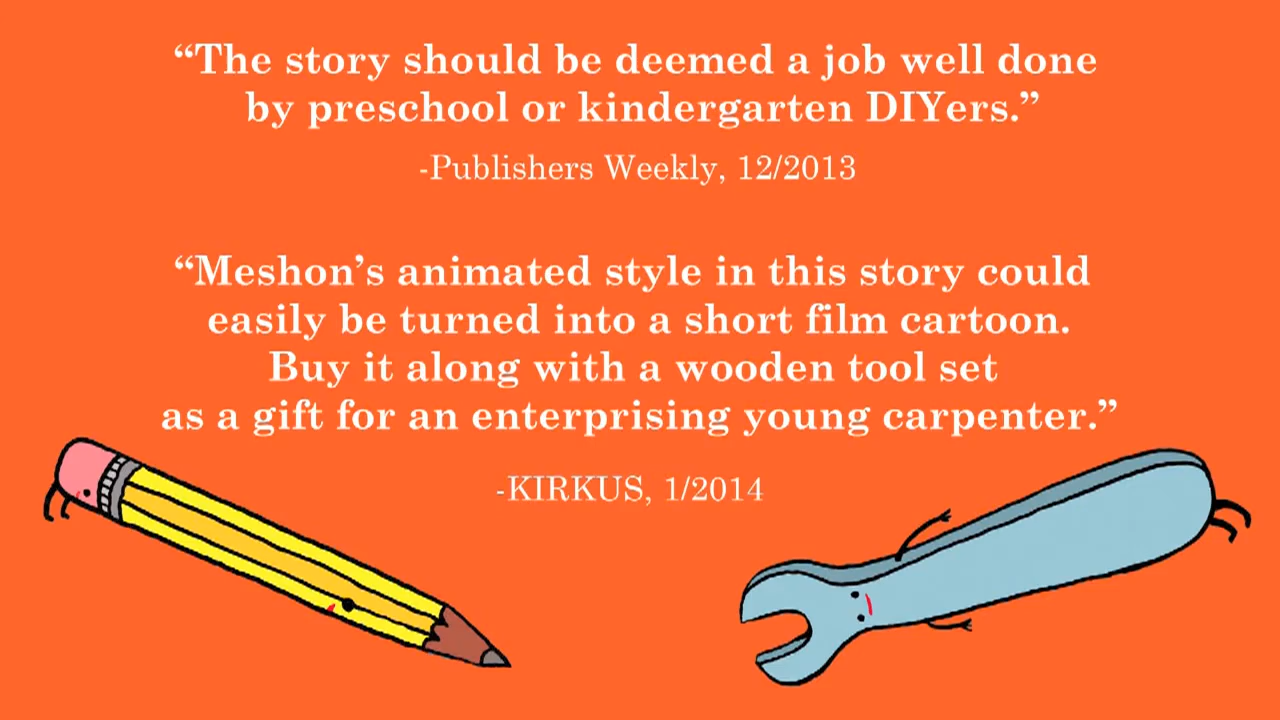 “The story should be deemed a job well done
by preschool or kindergarten DIYers.”
-Publishers Weekly, 12/2013
“Meshon’s animated style in this story could
easily be turned into a short film cartoon.
Buy it along with a wooden tool set
as a gift for an enterprising young carpenter.”
-KIRKUS, 1/2014